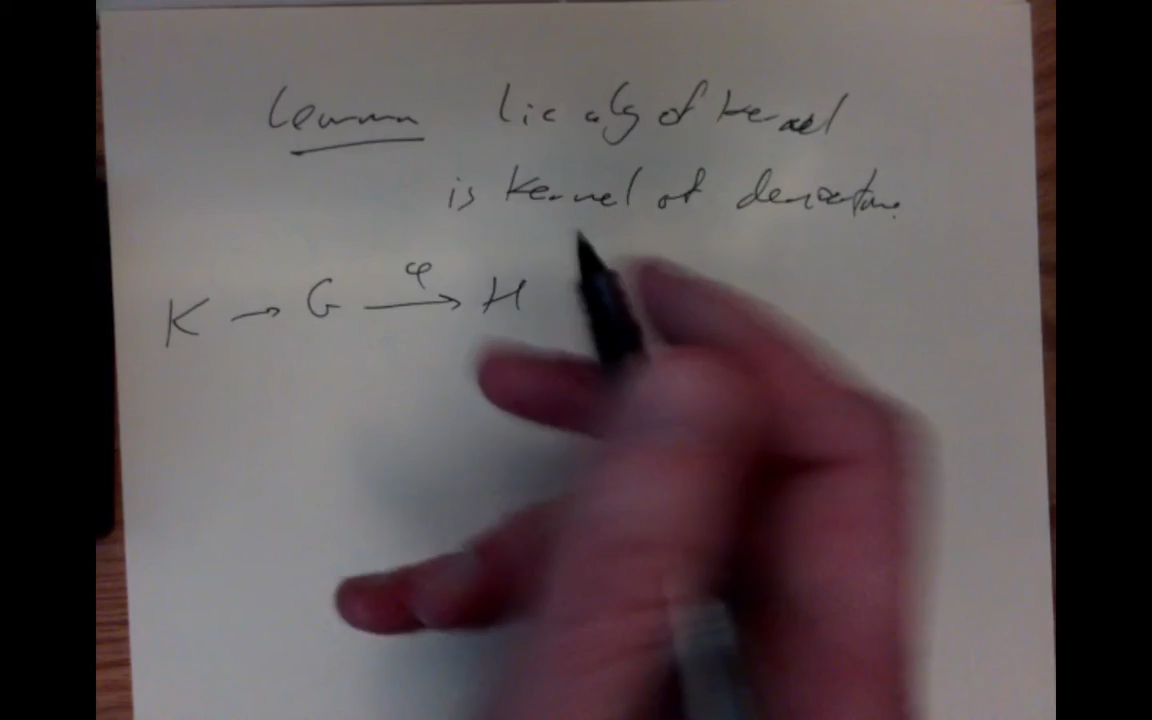 Lemma Lie alg of kernel
is kernel of derivative.
K → G → H
φ